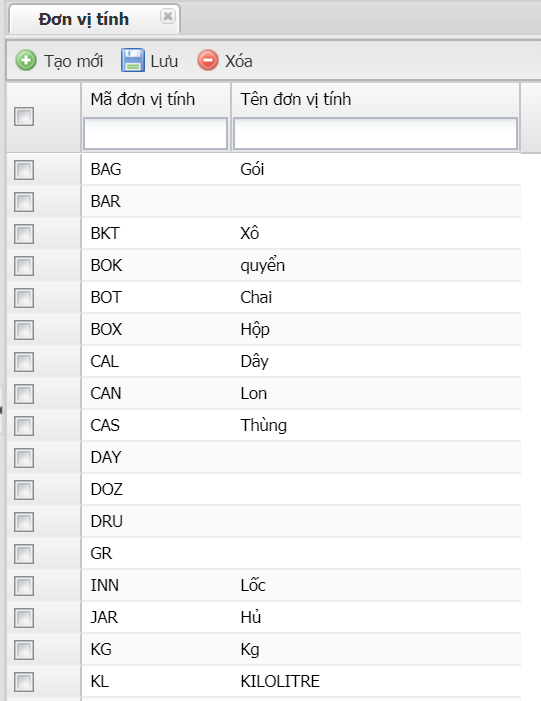 Đơn vị tính
Tạo mới Lưu Xóa
Mã đơn vị tính Tên đơn vị tính
BAG Gói
BAR
BKT Xô
BOK quyển
BOT Chai
BOX Hộp
CAL Dây
CAN Lon
CAS Thùng
DAY
DOZ
DRU
GR
INN Lốc
JAR Hủ
KG Kg
KL KILOLITRE